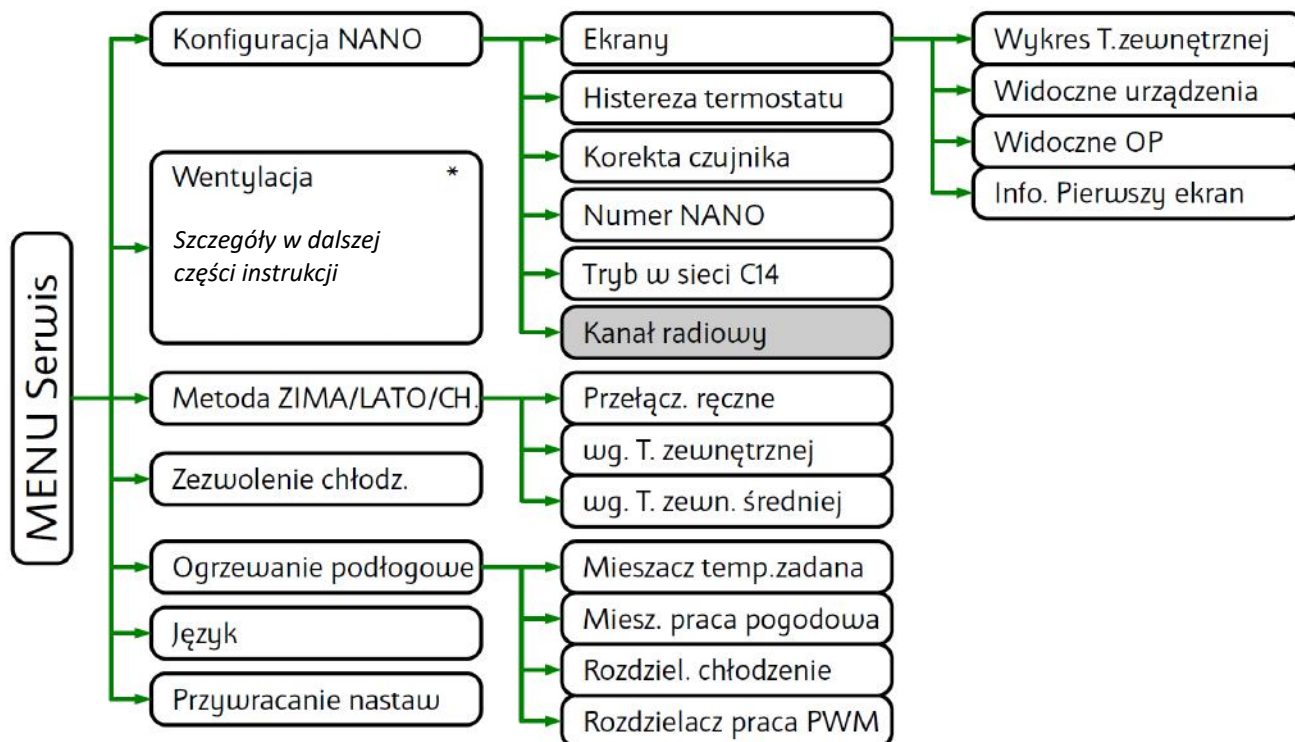 MENU Serwis
Konfiguracja NANO
Ekrany
Wykres T.zewnętrznej
Widoczne urządzenia
Widoczne OP
Info. Pierwszy ekran
Histereza termostatu
Korekta czujnika
Numer NANO
Tryb w sieci C14
Kanał radiowy
Wentylacja *
Szczegóły w dalszej
części instrukcji
Metoda ZIMA/LATO/CH.
Przełącz. ręczne
wg. T. zewnętrznej
wg. T. zewn. średniej
Zezwolenie chłodz.
Ogrzewanie podłogowe
Mieszacz temp.zadana
Miesz. praca pogodowa
Rozdziel. chłodzenie
Rozdzielacz praca PWM
Język
Przywracanie nastaw